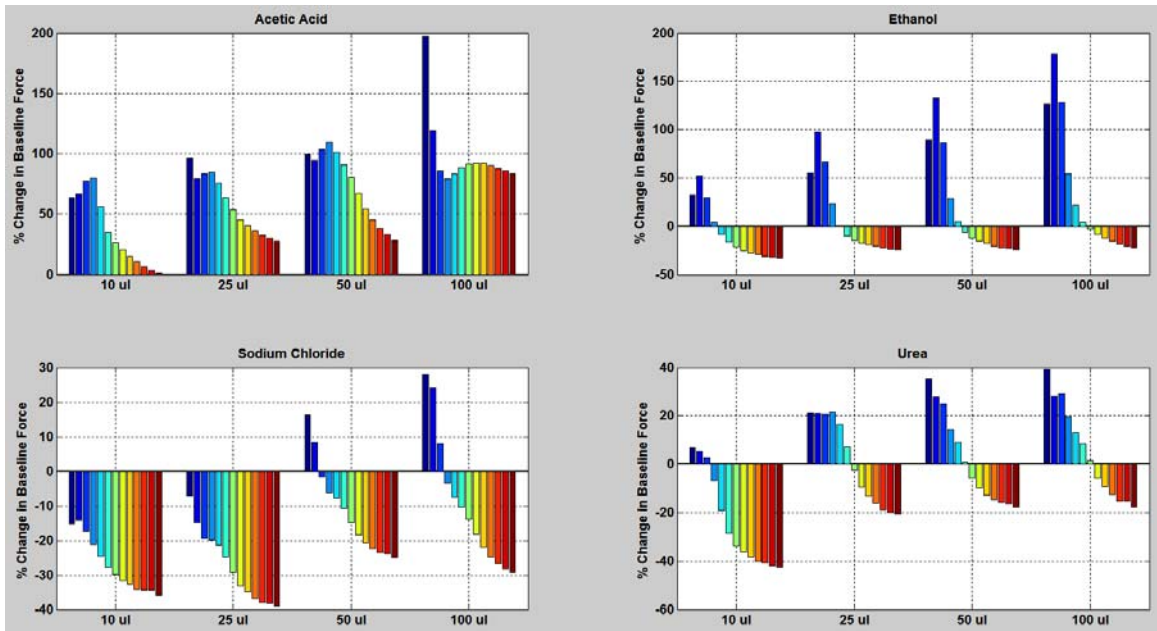 Acetic Acid
% Change in Baseline Force
200
150
100
50
0
10 ul 25 ul 50 ul 100 ul
Ethanol
% Change in Baseline Force
200
150
100
50
0
-50
10 ul 25 ul 50 ul 100 ul
Sodium Chloride
% Change in Baseline Force
30
20
10
0
-10
-20
-30
-40
10 ul 25 ul 50 ul 100 ul
Urea
% Change in Baseline Force
40
20
0
-20
-40
-60
10 ul 25 ul 50 ul 100 ul